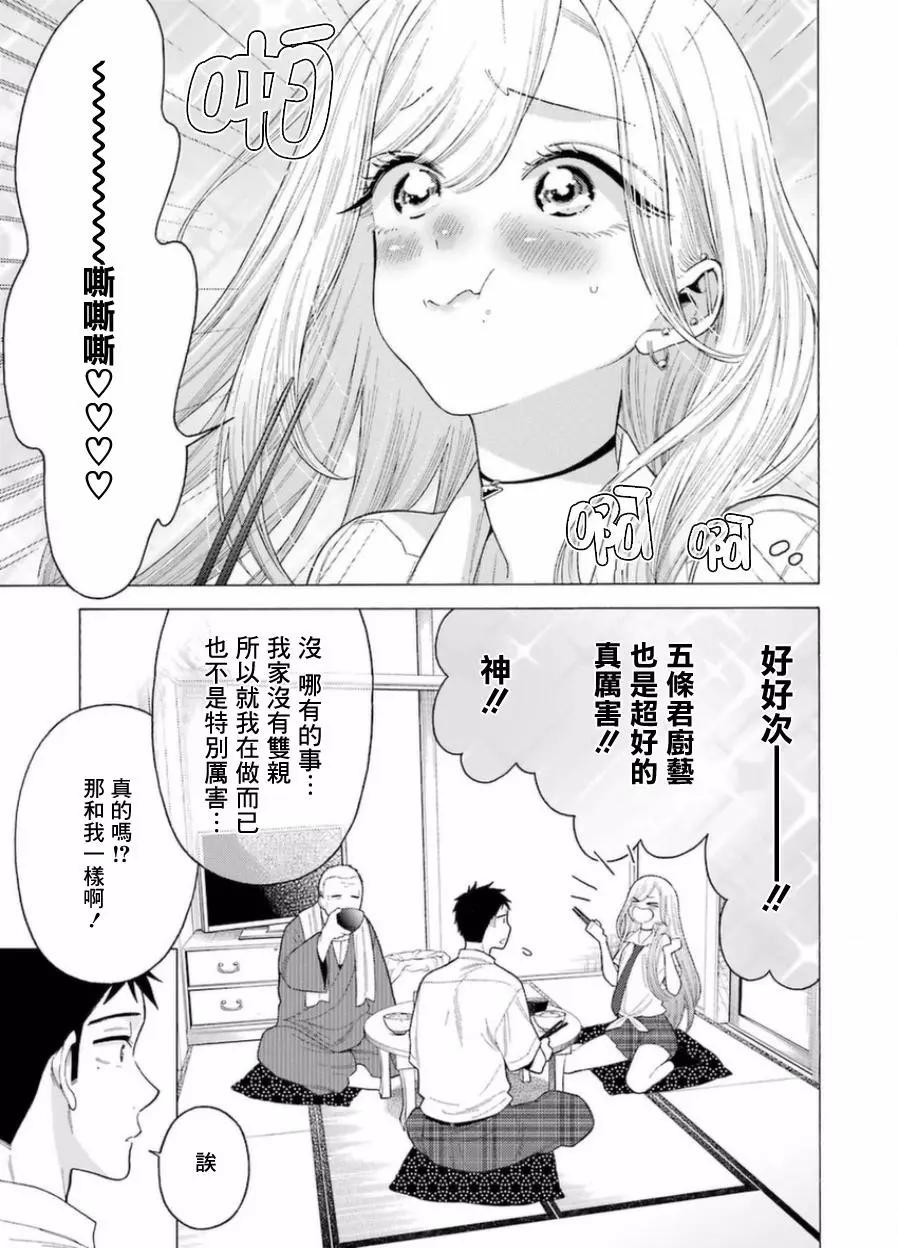 啪
嘶嘶嘶♡♡♡♡
啊
啊
好好次——!!
五條君廚藝
也是超好的
真厲害!!
神!!
沒 哪有的事…
我家沒有雙親
所以就我在做而已
也不是特別厲害…
真的嗎!?
那和我一樣啊!
誒